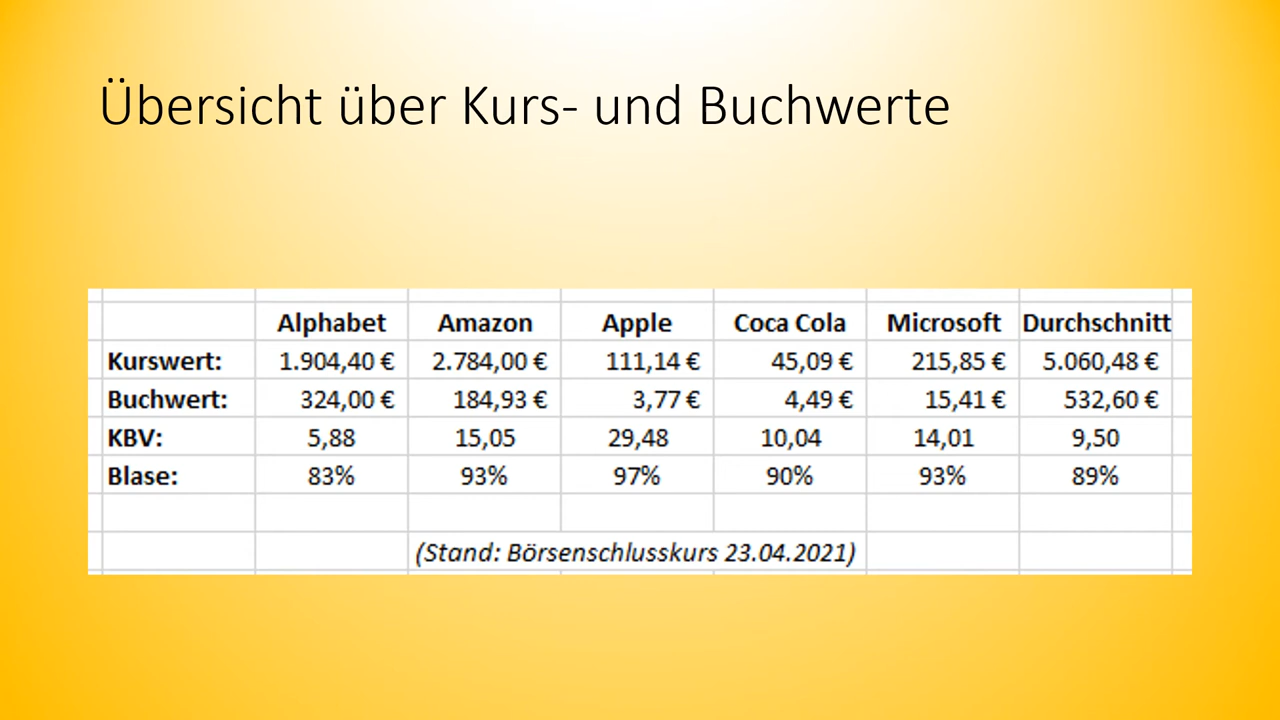 Übersicht über Kurs- und Buchwerte
Alphabet Amazon Apple Coca Cola Microsoft Durchschnitt
Kurswert: 1.904,40 € 2.784,00 € 111,14 € 45,09 € 215,85 € 5.060,48 €
Buchwert: 324,00 € 184,93 € 3,77 € 4,49 € 15,41 € 532,60 €
KBV: 5,88 15,05 29,48 10,04 14,01 9,50
Blase: 83% 93% 97% 90% 93% 89%
(Stand: Börsenschlusskurs 23.04.2021)